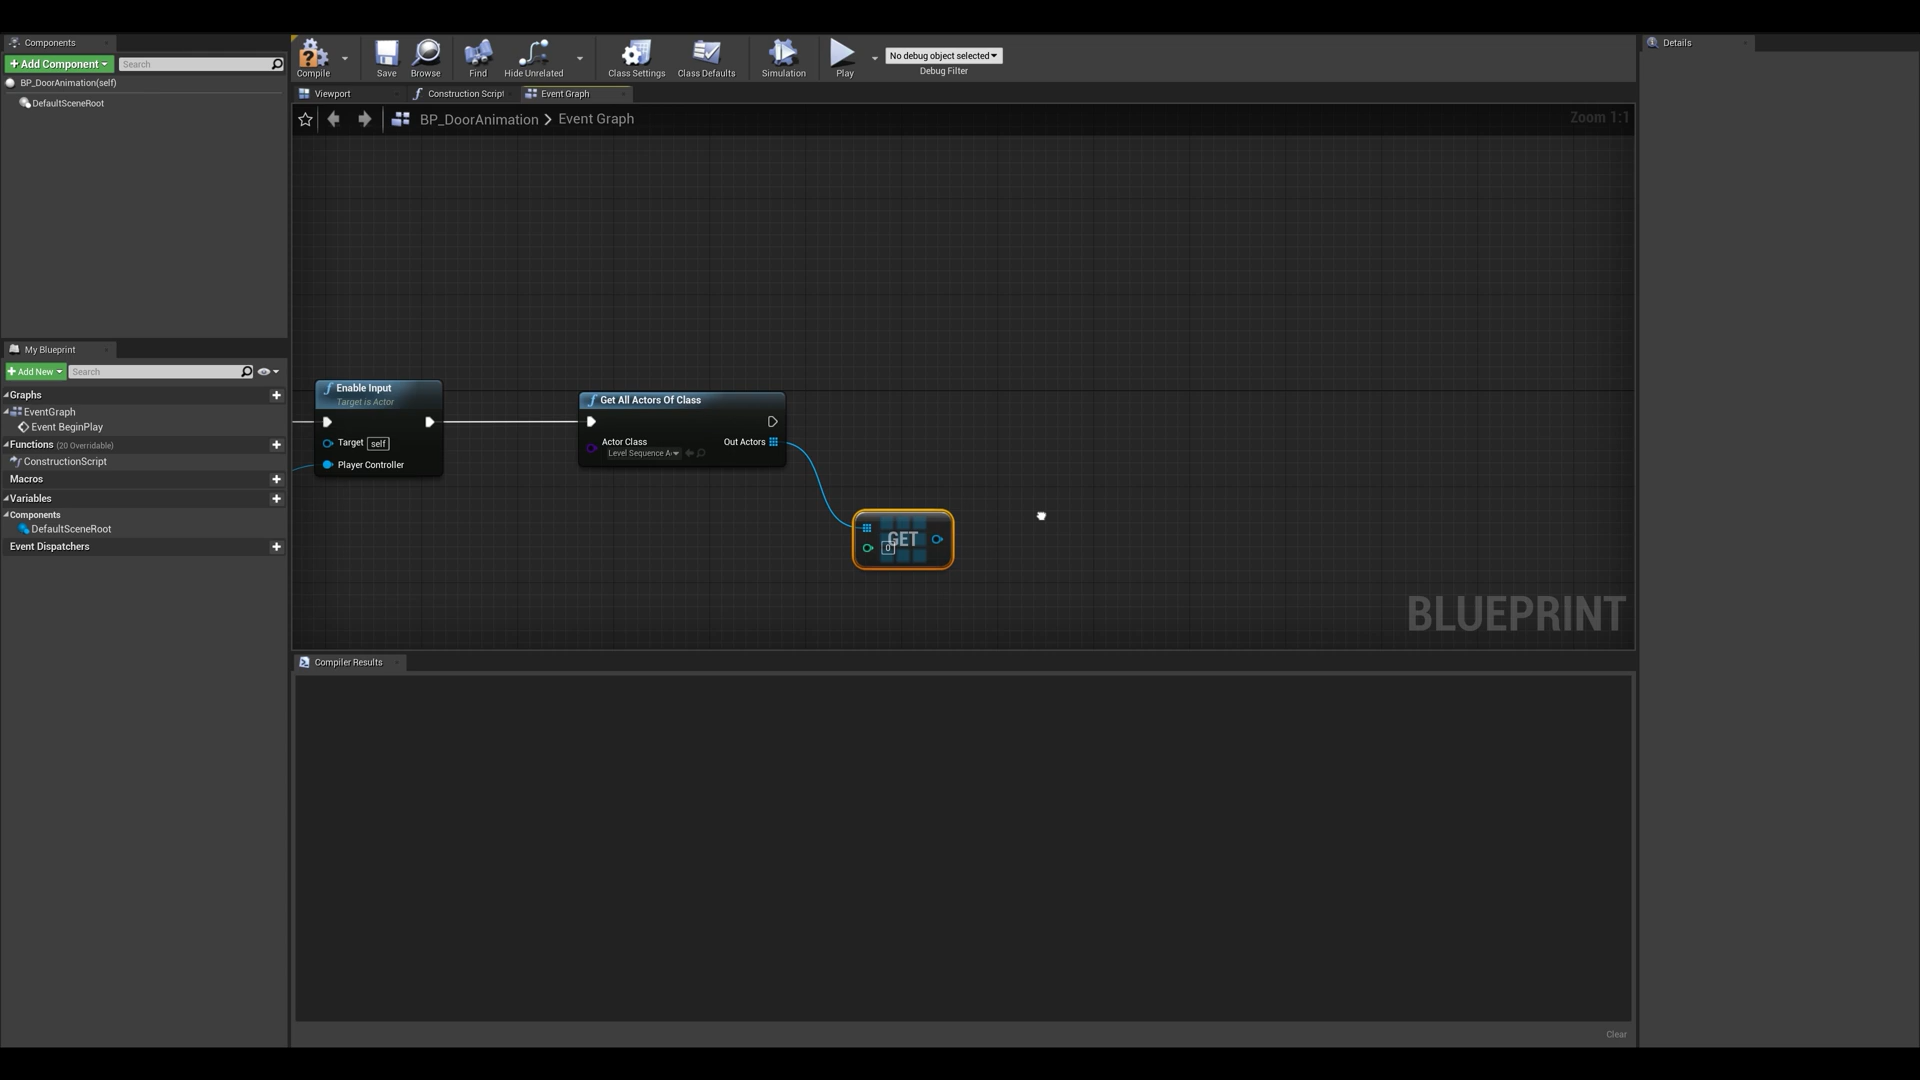 Components
Details
+ Add Component
Search
BP_DoorAnimation(self)
DefaultSceneRoot
Compile
Save
Browse
Find
Hide Unrelated
Class Settings
Class Defaults
Simulation
Play
No debug object selected
Debug Filter
Viewport
Construction Script
Event Graph
BP_DoorAnimation > Event Graph
Zoom 1:1
My Blueprint
+ Add New
Search
Graphs
EventGraph
Event BeginPlay
Functions (20 Overridable)
ConstructionScript
Macros
Variables
Components
DefaultSceneRoot
Event Dispatchers
Enable Input
Target is Actor
Target self
Player Controller
Get All Actors Of Class
Actor Class
Out Actors
Level Sequence A
GET
0
BLUEPRINT
Compiler Results
Clear